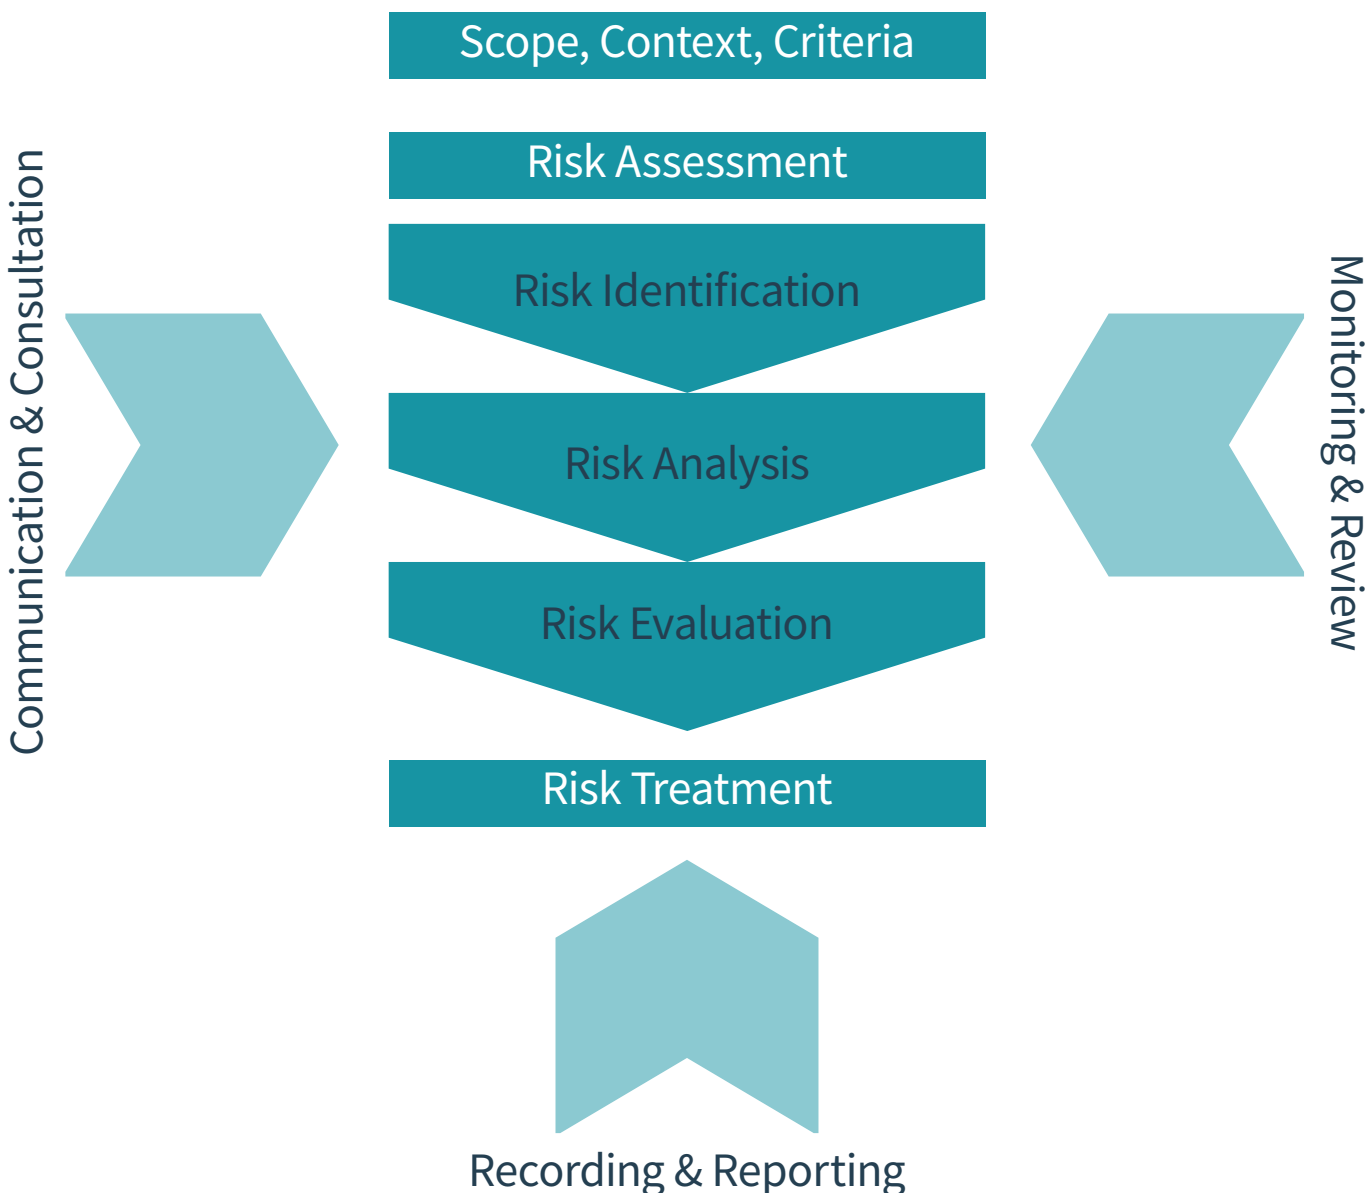 Scope, Context, Criteria
Risk Assessment
Risk Identification
Risk Analysis
Risk Evaluation
Risk Treatment
Communication & Consultation
Monitoring & Review
Recording & Reporting